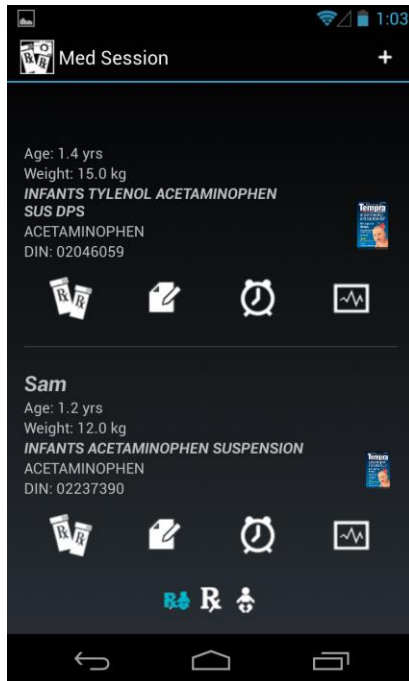 1:03
Med Session
Age: 1.4 yrs
Weight: 15.0 kg
INFANTS TYLENOL ACETAMINOPHEN
SUS DPS
Tempra
ACETAMINOPHEN
DIN: 02046059
Sam
Age: 1.2 yrs
Weight: 12.0 kg
INFANTS ACETAMINOPHEN SUSPENSION
Tempra
ACETAMINOPHEN
DIN: 02237390